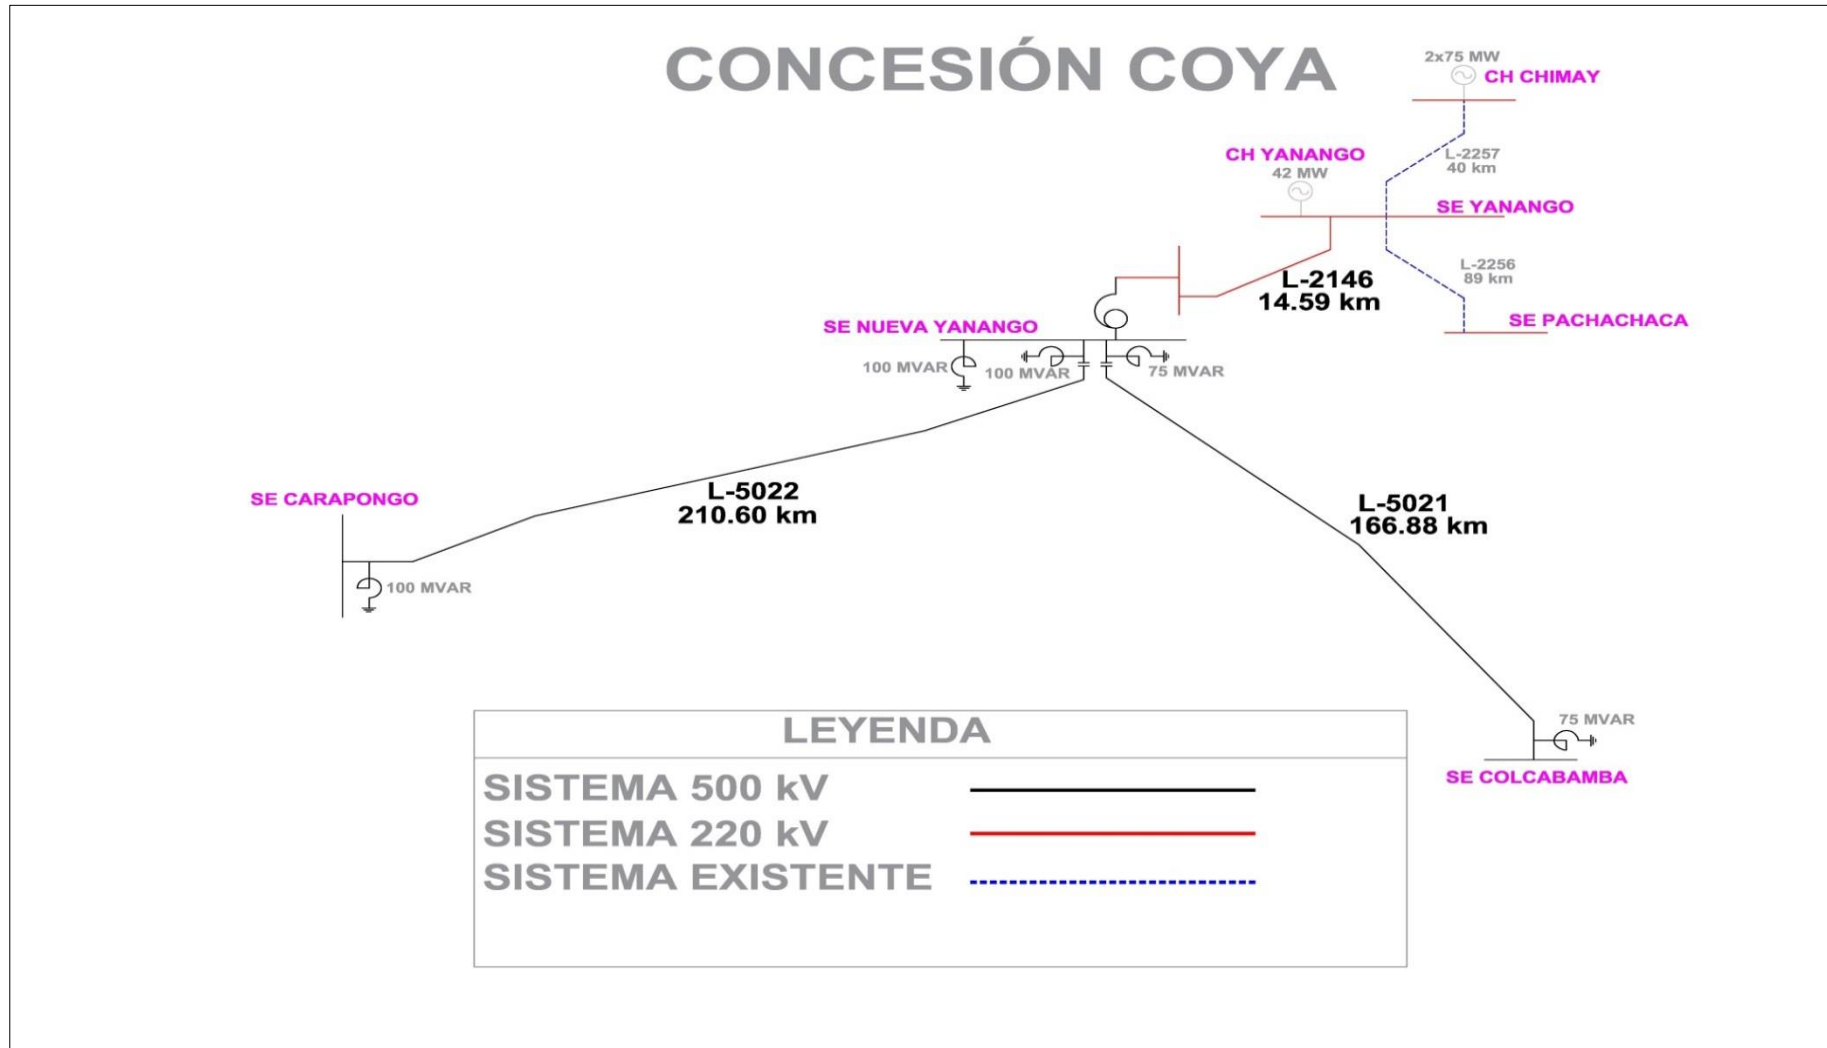 CONCESIÓN COYA
2x75 MW
CH CHIMAY
CH YANANGO
42 MW
L-2257
40 km
SE YANANGO
L-2256
89 km
L-2146
14.59 km
SE PACHACHACA
SE NUEVA YANANGO
100 MVAR
100 MVAR
75 MVAR
L-5022
210.60 km
SE CARAPONGO
L-5021
166.88 km
100 MVAR
75 MVAR
SE COLCABAMBA
LEYENDA
SISTEMA 500 kV
SISTEMA 220 kV
SISTEMA EXISTENTE